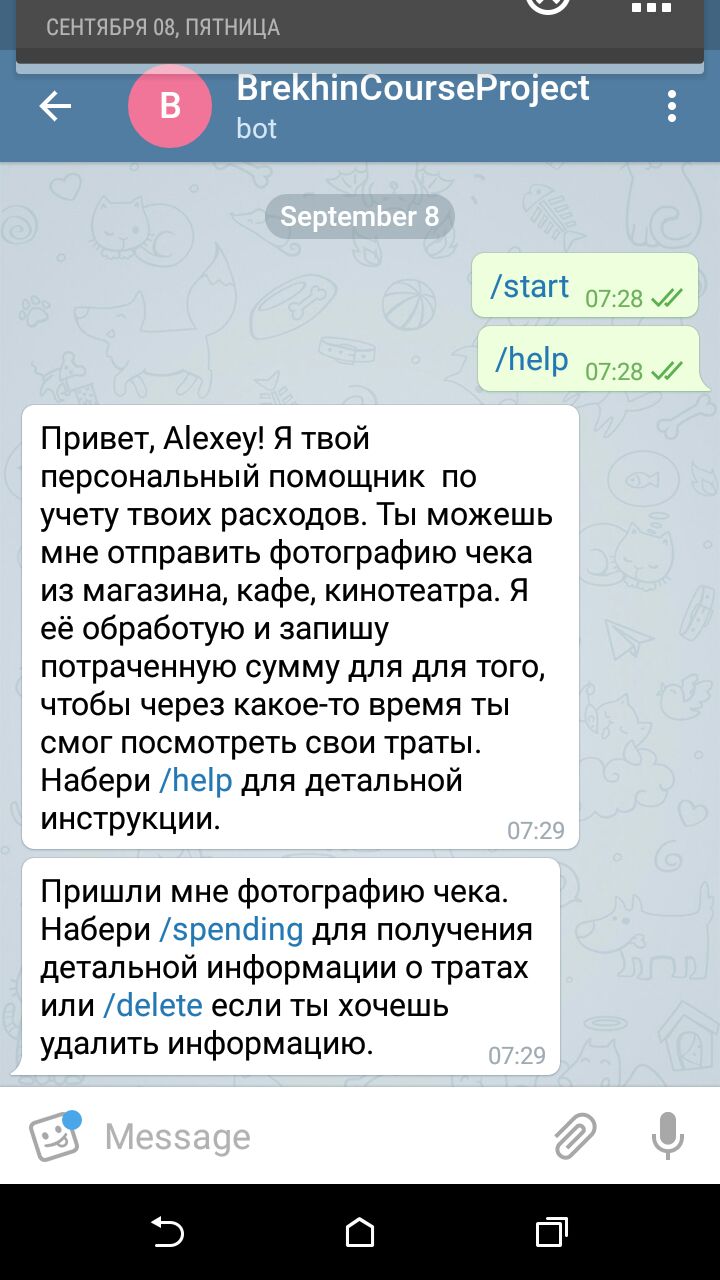 СЕНТЯБРЯ 08, ПЯТНИЦА
B
BrekhinCourseProject
bot
September 8
/start 07:28
/help 07:28
Привет, Alexey! Я твой
персональный помощник  по
учету твоих расходов. Ты можешь
мне отправить фотографию чека
из магазина, кафе, кинотеатра. Я
её обработую и запишу
потраченную сумму для для того,
чтобы через какое-то время ты
смог посмотреть свои траты.
Набери /help для детальной
инструкции.
07:29
Пришли мне фотографию чека.
Набери /spending для получения
детальной информации о тратах
или /delete если ты хочешь
удалить информацию.
07:29
Message